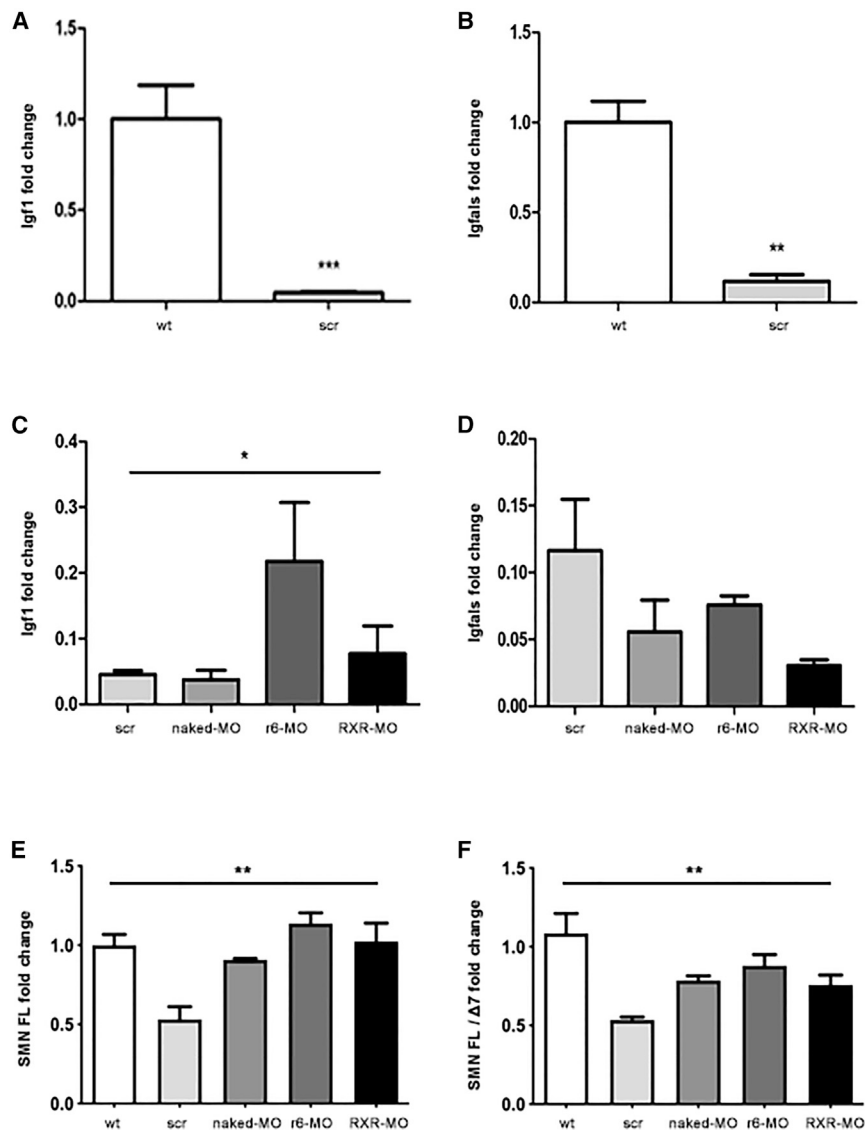 A
Igf1 fold change
1.5
1.0
0.5
0.0
***
wt
scr
B
Igfals fold change
1.5
1.0
0.5
0.0
**
wt
scr
C
Igf1 fold change
0.4
0.3
0.2
0.1
0.0
*
scr
naked-MO
r6-MO
RXR-MO
D
Igfals fold change
0.20
0.15
0.10
0.05
0.00
scr
naked-MO
r6-MO
RXR-MO
E
SMN FL fold change
1.5
1.0
0.5
0.0
**
wt
scr
naked-MO
r6-MO
RXR-MO
F
SMN FL / Δ7 fold change
1.5
1.0
0.5
0.0
**
wt
scr
naked-MO
r6-MO
RXR-MO